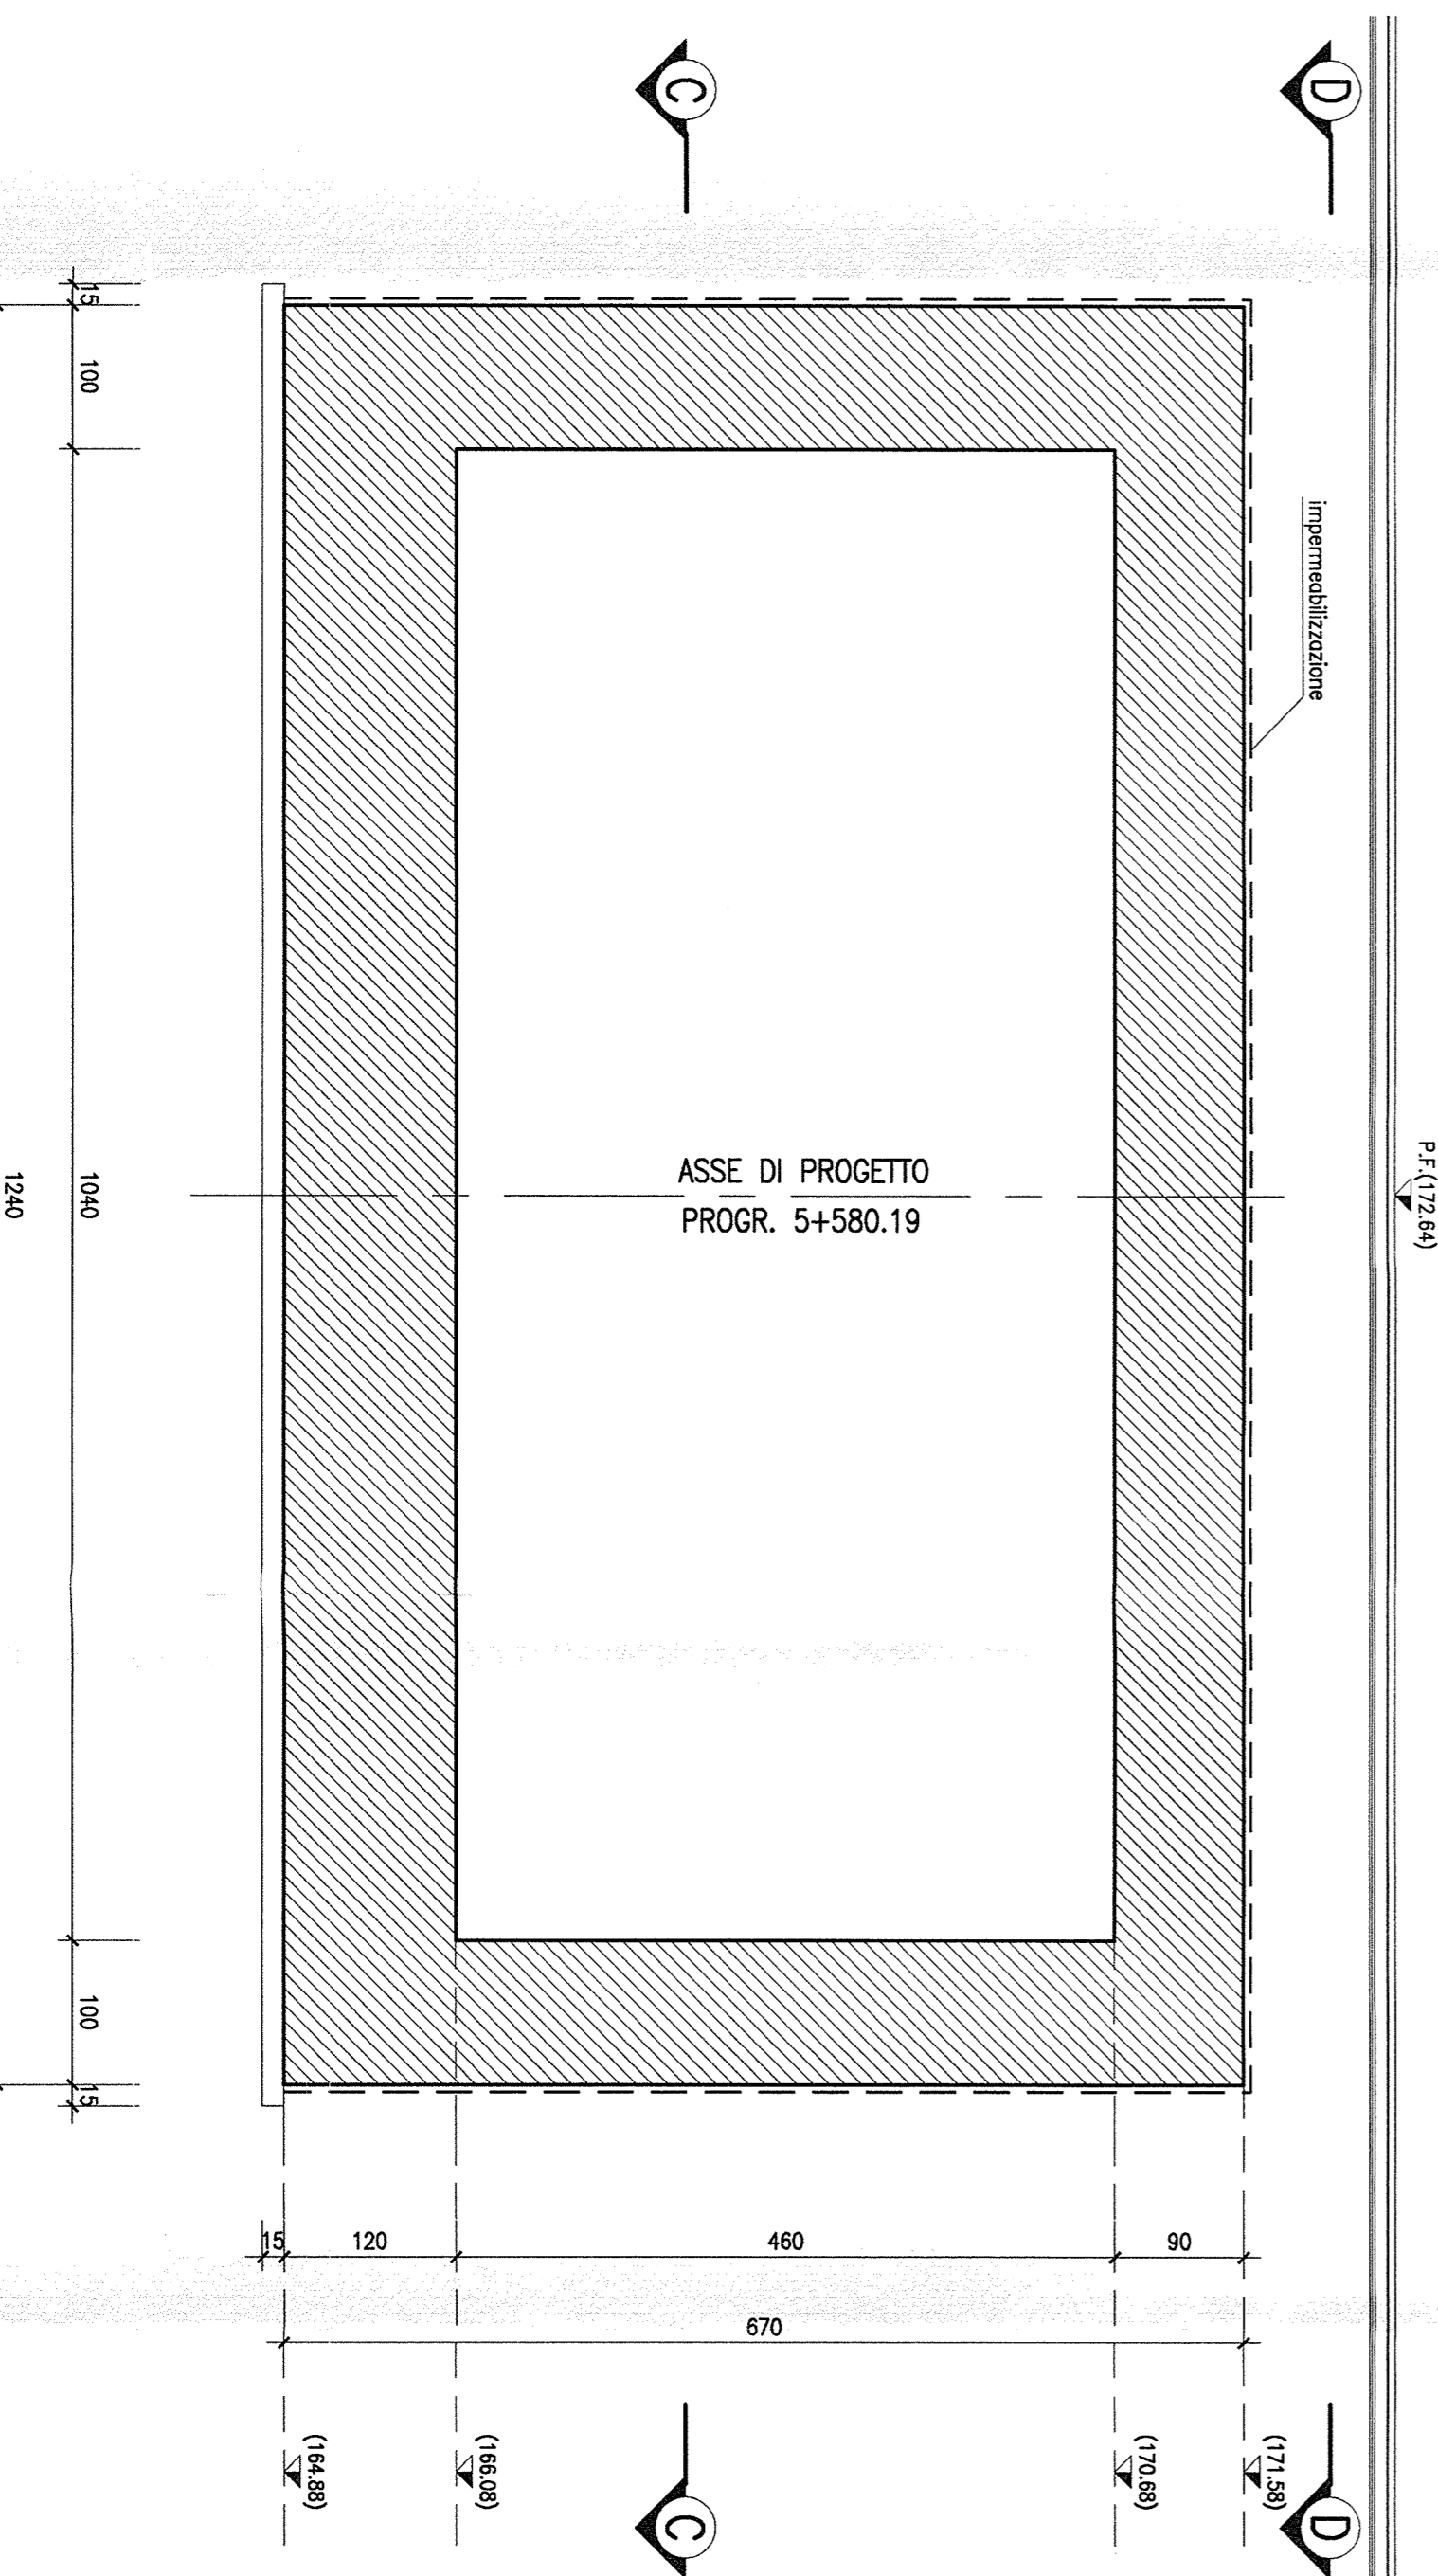 P.F.(172.64)
D
D
impermeabilizzazione
(171.58)
90
(170.68)
C
C
ASSE DI PROGETTO
PROGR. 5+580.19
460
670
(166.08)
120
(164.88)
15
15
100
1040
100
15
1240